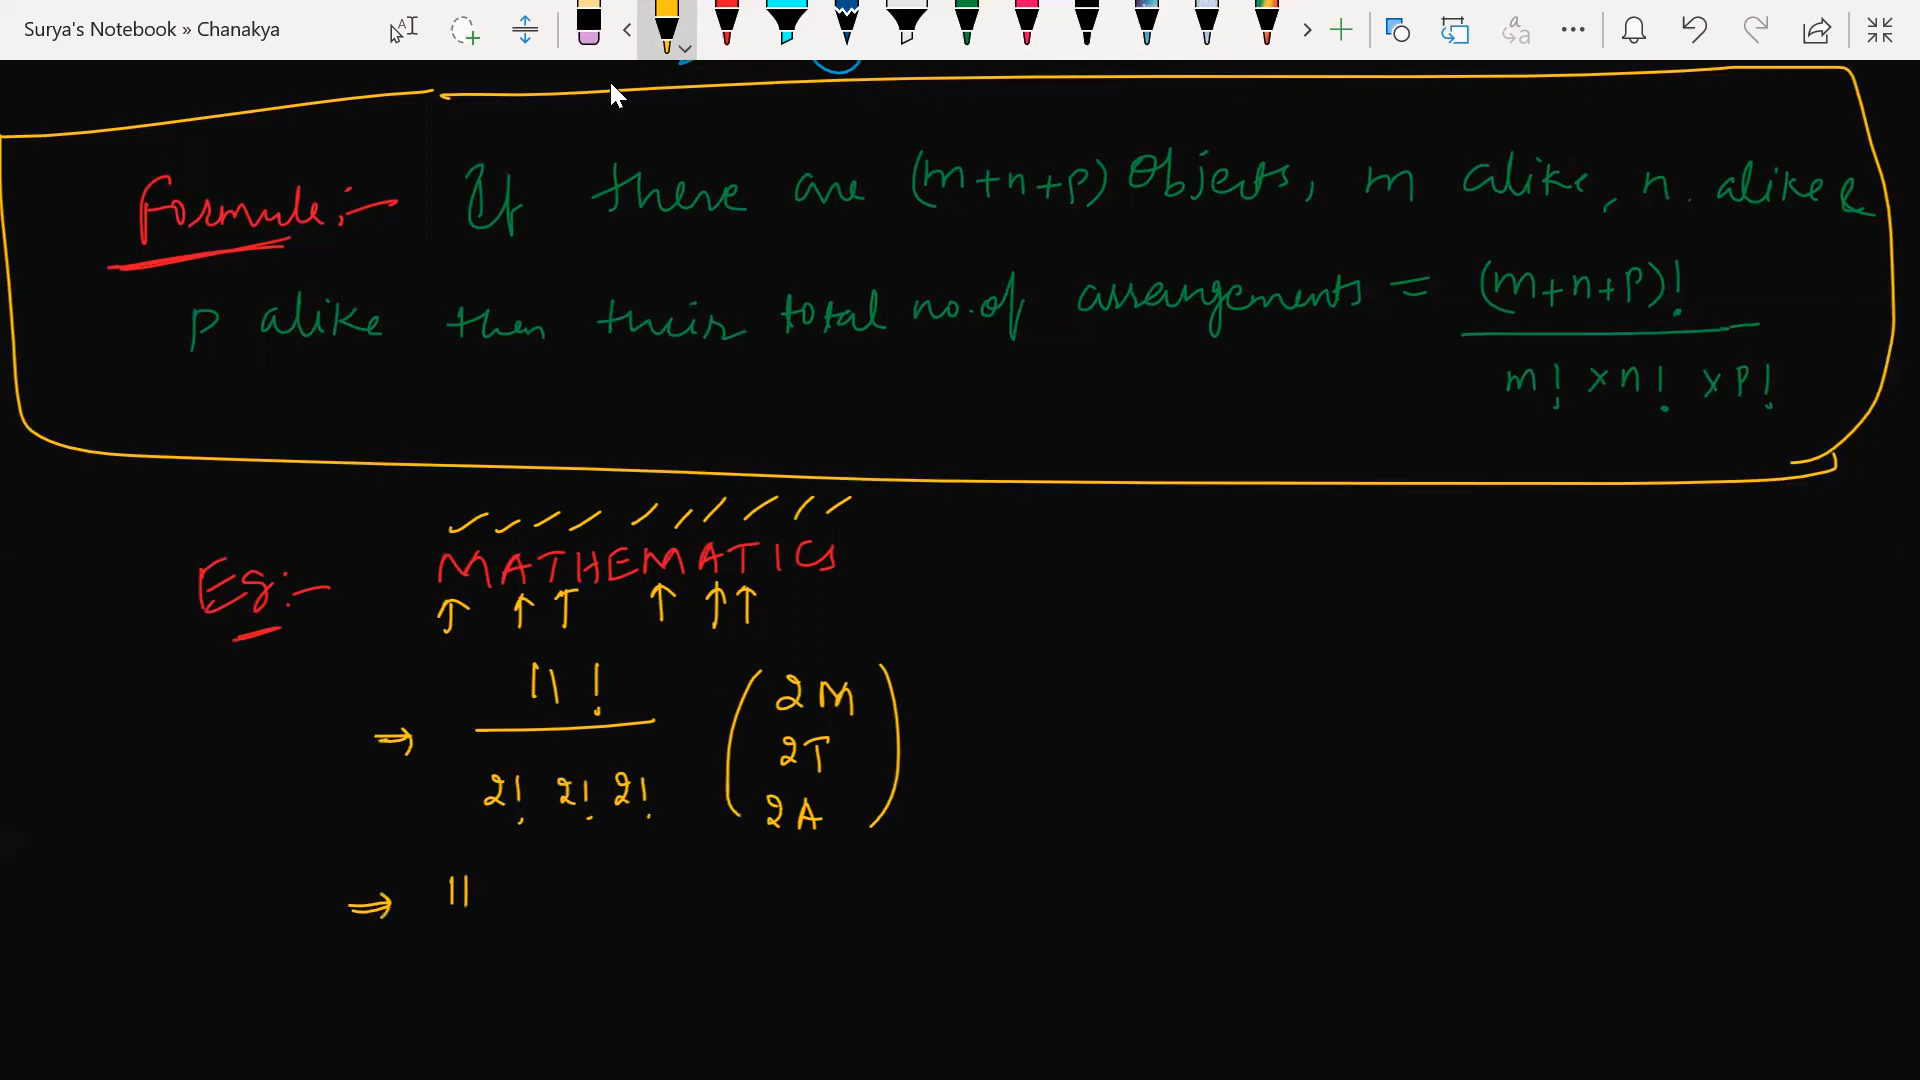 Surya's Notebook » Chanakya
Formule:- If there are (m+n+p) Objects, m alike, n. alike &
p alike then their total no. of arrangements = (m+n+p)!
m! × n! × p!
Eg:- MATHEMATICS
⇒ 11! (2M
2! 2! 2! 2T
2A)
⇒ 11